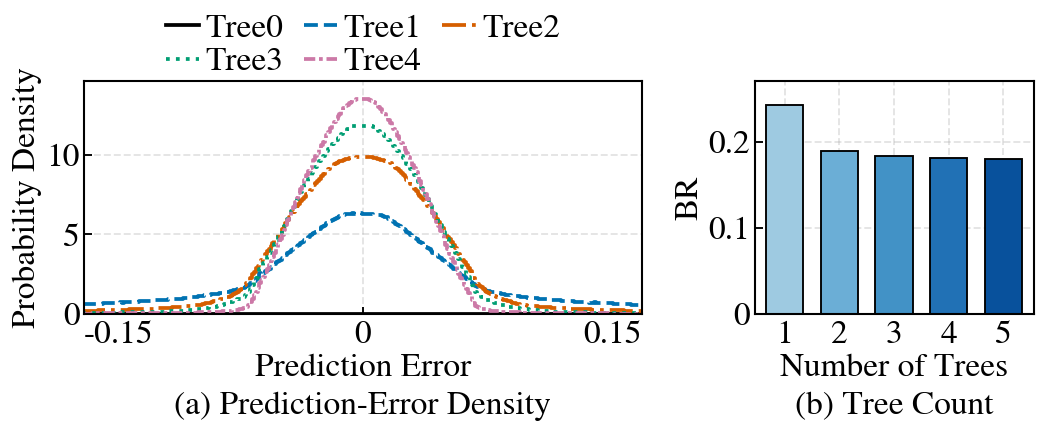 Tree0 Tree1 Tree2
Tree3 Tree4
Probability Density
10
5
0
-0.15 0 0.15
Prediction Error
(a) Prediction-Error Density
BR
0.2
0.1
0
1 2 3 4 5
Number of Trees
(b) Tree Count